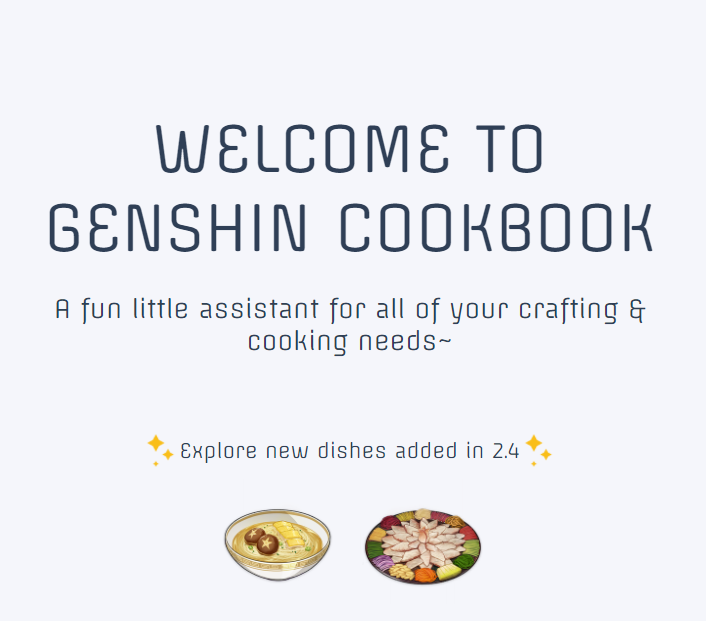 WELCOME TO
GENSHIN COOKBOOK
A fun little assistant for all of your crafting &
cooking needs~
Explore new dishes added in 2.4